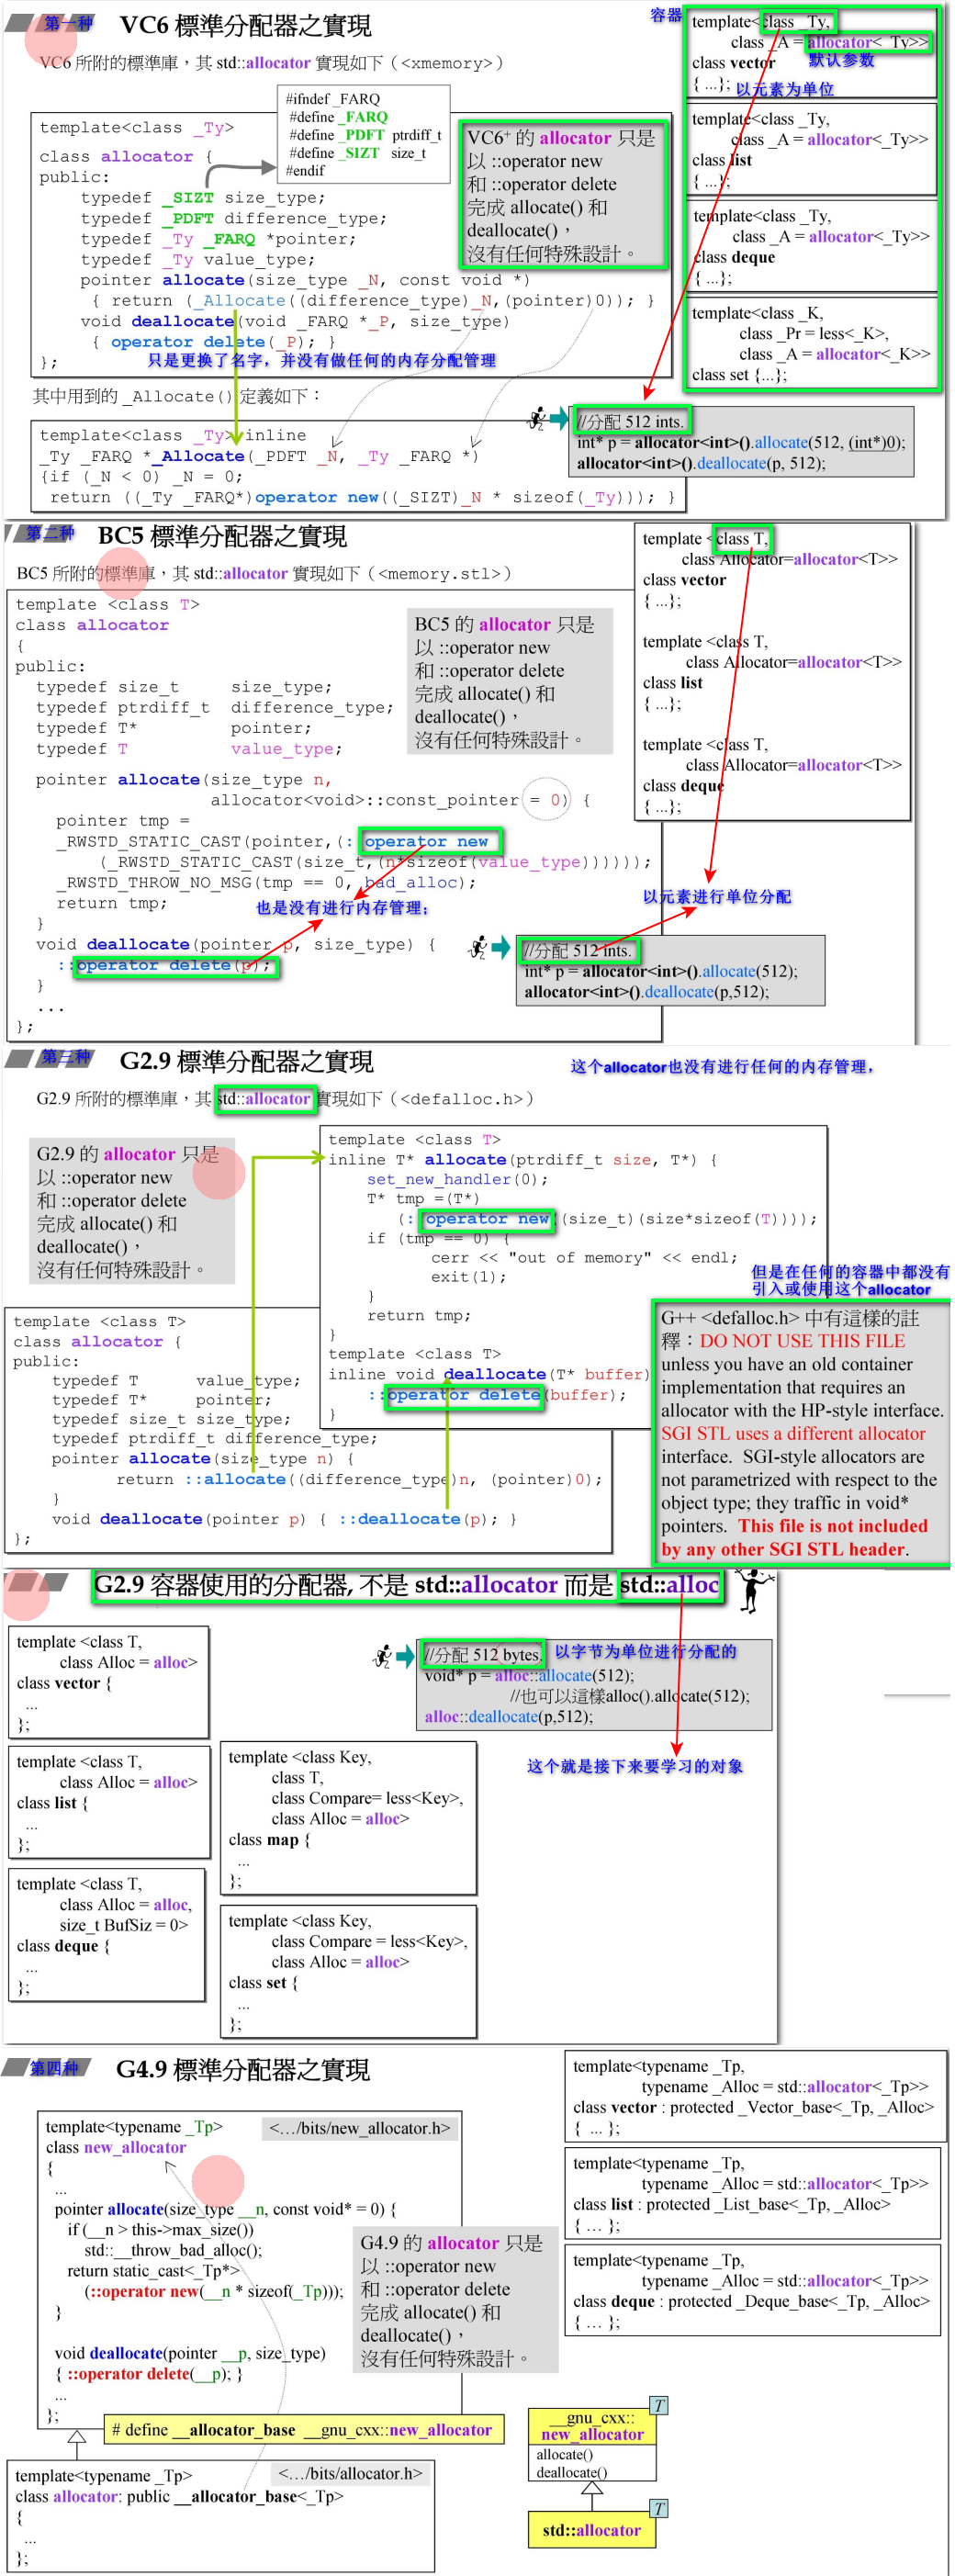 第一种
VC6 標準分配器之實現
VC6 所附的標準庫，其 std::allocator 實現如下（<xmemory>）
#ifndef _FARQ
#define _FARQ
#define _PDFT ptrdiff_t
#define _SIZT size_t
#endif
template<class _Ty>
class allocator {
public:
typedef _SIZT size_type;
typedef _PDFT difference_type;
typedef _Ty _FARQ *pointer;
typedef _Ty value_type;
pointer allocate(size_type _N, const void *)
{ return (_Allocate((difference_type)_N,(pointer)0)); }
void deallocate(void _FARQ *_P, size_type)
{ operator delete(_P); }
};
只是更换了名字，并没有做任何的内存分配管理
VC6+ 的 allocator 只是
以 ::operator new
和 ::operator delete
完成 allocate() 和
deallocate()，
沒有任何特殊設計。
容器
template<class _Ty,
class _A = allocator<_Ty>>
默认参数
class vector
{ ...};
以元素为单位
template<class _Ty,
class _A = allocator<_Ty>>
class list
{ ...};
template<class _Ty,
class _A = allocator<_Ty>>
class deque
{ ...};
template<class _K,
class _Pr = less<_K>,
class _A = allocator<_K>>
class set {...};
其中用到的 _Allocate() 定義如下：
template<class _Ty> inline
_Ty _FARQ *_Allocate(_PDFT _N, _Ty _FARQ *)
{if (_N < 0) _N = 0;
return ((_Ty _FARQ*)operator new((_SIZT)_N * sizeof(_Ty))); }
//分配 512 ints.
int* p = allocator<int>().allocate(512, (int*)0);
allocator<int>().deallocate(p, 512);
第二种
BC5 標準分配器之實現
BC5 所附的標準庫，其 std::allocator 實現如下（<memory.stl>）
template <class T>
class allocator
{
public:
typedef size_t size_type;
typedef ptrdiff_t difference_type;
typedef T* pointer;
typedef T value_type;
pointer allocate(size_type n,
allocator<void>::const_pointer = 0) {
pointer tmp =
_RWSTD_STATIC_CAST(pointer,(: operator new
(_RWSTD_STATIC_CAST(size_t,(n*sizeof(value_type))))));
_RWSTD_THROW_NO_MSG(tmp == 0, bad_alloc);
return tmp;
}
也是没有进行内存管理；
void deallocate(pointer p, size_type) {
::operator delete(p);
}
...
};
BC5 的 allocator 只是
以 ::operator new
和 ::operator delete
完成 allocate() 和
deallocate()，
沒有任何特殊設計。
template <class T,
class Allocator=allocator<T>>
class vector
{ ...};
template <class T,
class Allocator=allocator<T>>
class list
{ ...};
template <class T,
class Allocator=allocator<T>>
class deque
{ ...};
以元素进行单位分配
//分配 512 ints.
int* p = allocator<int>().allocate(512);
allocator<int>().deallocate(p,512);
第三种
G2.9 標準分配器之實現
这个allocator也没有进行任何的内存管理，
G2.9 所附的標準庫，其 std::allocator 實現如下（<defalloc.h>）
G2.9 的 allocator 只是
以 ::operator new
和 ::operator delete
完成 allocate() 和
deallocate()，
沒有任何特殊設計。
template <class T>
inline T* allocate(ptrdiff_t size, T*) {
set_new_handler(0);
T* tmp =(T*)
(: operator new((size_t)(size*sizeof(T))));
if (tmp == 0) {
cerr << "out of memory" << endl;
exit(1);
}
return tmp;
}
template <class T>
inline void deallocate(T* buffer)
::operator delete(buffer);
}
template <class T>
class allocator {
public:
typedef T value_type;
typedef T* pointer;
typedef size_t size_type;
typedef ptrdiff_t difference_type;
pointer allocate(size_type n) {
return ::allocate((difference_type)n, (pointer)0);
}
void deallocate(pointer p) { ::deallocate(p); }
};
但是在任何的容器中都没有
引入或使用这个allocator
G++ <defalloc.h> 中有這樣的註
釋：DO NOT USE THIS FILE
unless you have an old container
implementation that requires an
allocator with the HP-style interface.
SGI STL uses a different allocator
interface. SGI-style allocators are
not parametrized with respect to the
object type; they traffic in void*
pointers. This file is not included
by any other SGI STL header.
G2.9 容器使用的分配器, 不是 std::allocator 而是 std::alloc
template <class T,
class Alloc = alloc>
class vector {
...
};
template <class T,
class Alloc = alloc>
class list {
...
};
template <class T,
class Alloc = alloc,
size_t BufSiz = 0>
class deque {
...
};
template <class Key,
class T,
class Compare= less<Key>,
class Alloc = alloc>
class map {
...
};
template <class Key,
class Compare = less<Key>,
class Alloc = alloc>
class set {
...
};
//分配 512 bytes.
以字节为单位进行分配的
void* p = alloc::allocate(512);
//也可以這樣alloc().allocate(512);
alloc::deallocate(p,512);
这个就是接下来要学习的对象
第四种
G4.9 標準分配器之實現
template<typename _Tp>
<…/bits/new_allocator.h>
class new_allocator
{
...
pointer allocate(size_type __n, const void* = 0) {
if (__n > this->max_size())
std::__throw_bad_alloc();
return static_cast<_Tp*>
(::operator new(__n * sizeof(_Tp)));
}
void deallocate(pointer __p, size_type)
{ ::operator delete(__p); }
...
};
G4.9 的 allocator 只是
以 ::operator new
和 ::operator delete
完成 allocate() 和
deallocate()，
沒有任何特殊設計。
# define __allocator_base __gnu_cxx::new_allocator
template<typename _Tp>
<…/bits/allocator.h>
class allocator: public __allocator_base<_Tp>
{
...
};
template<typename _Tp,
typename _Alloc = std::allocator<_Tp>>
class vector : protected _Vector_base<_Tp, _Alloc>
{ ... };
template<typename _Tp,
typename _Alloc = std::allocator<_Tp>>
class list : protected _List_base<_Tp, _Alloc>
{ ... };
template<typename _Tp,
typename _Alloc = std::allocator<_Tp>>
class deque : protected _Deque_base<_Tp, _Alloc>
{ ... };
T
__gnu_cxx::
new_allocator
allocate()
deallocate()
T
std::allocator